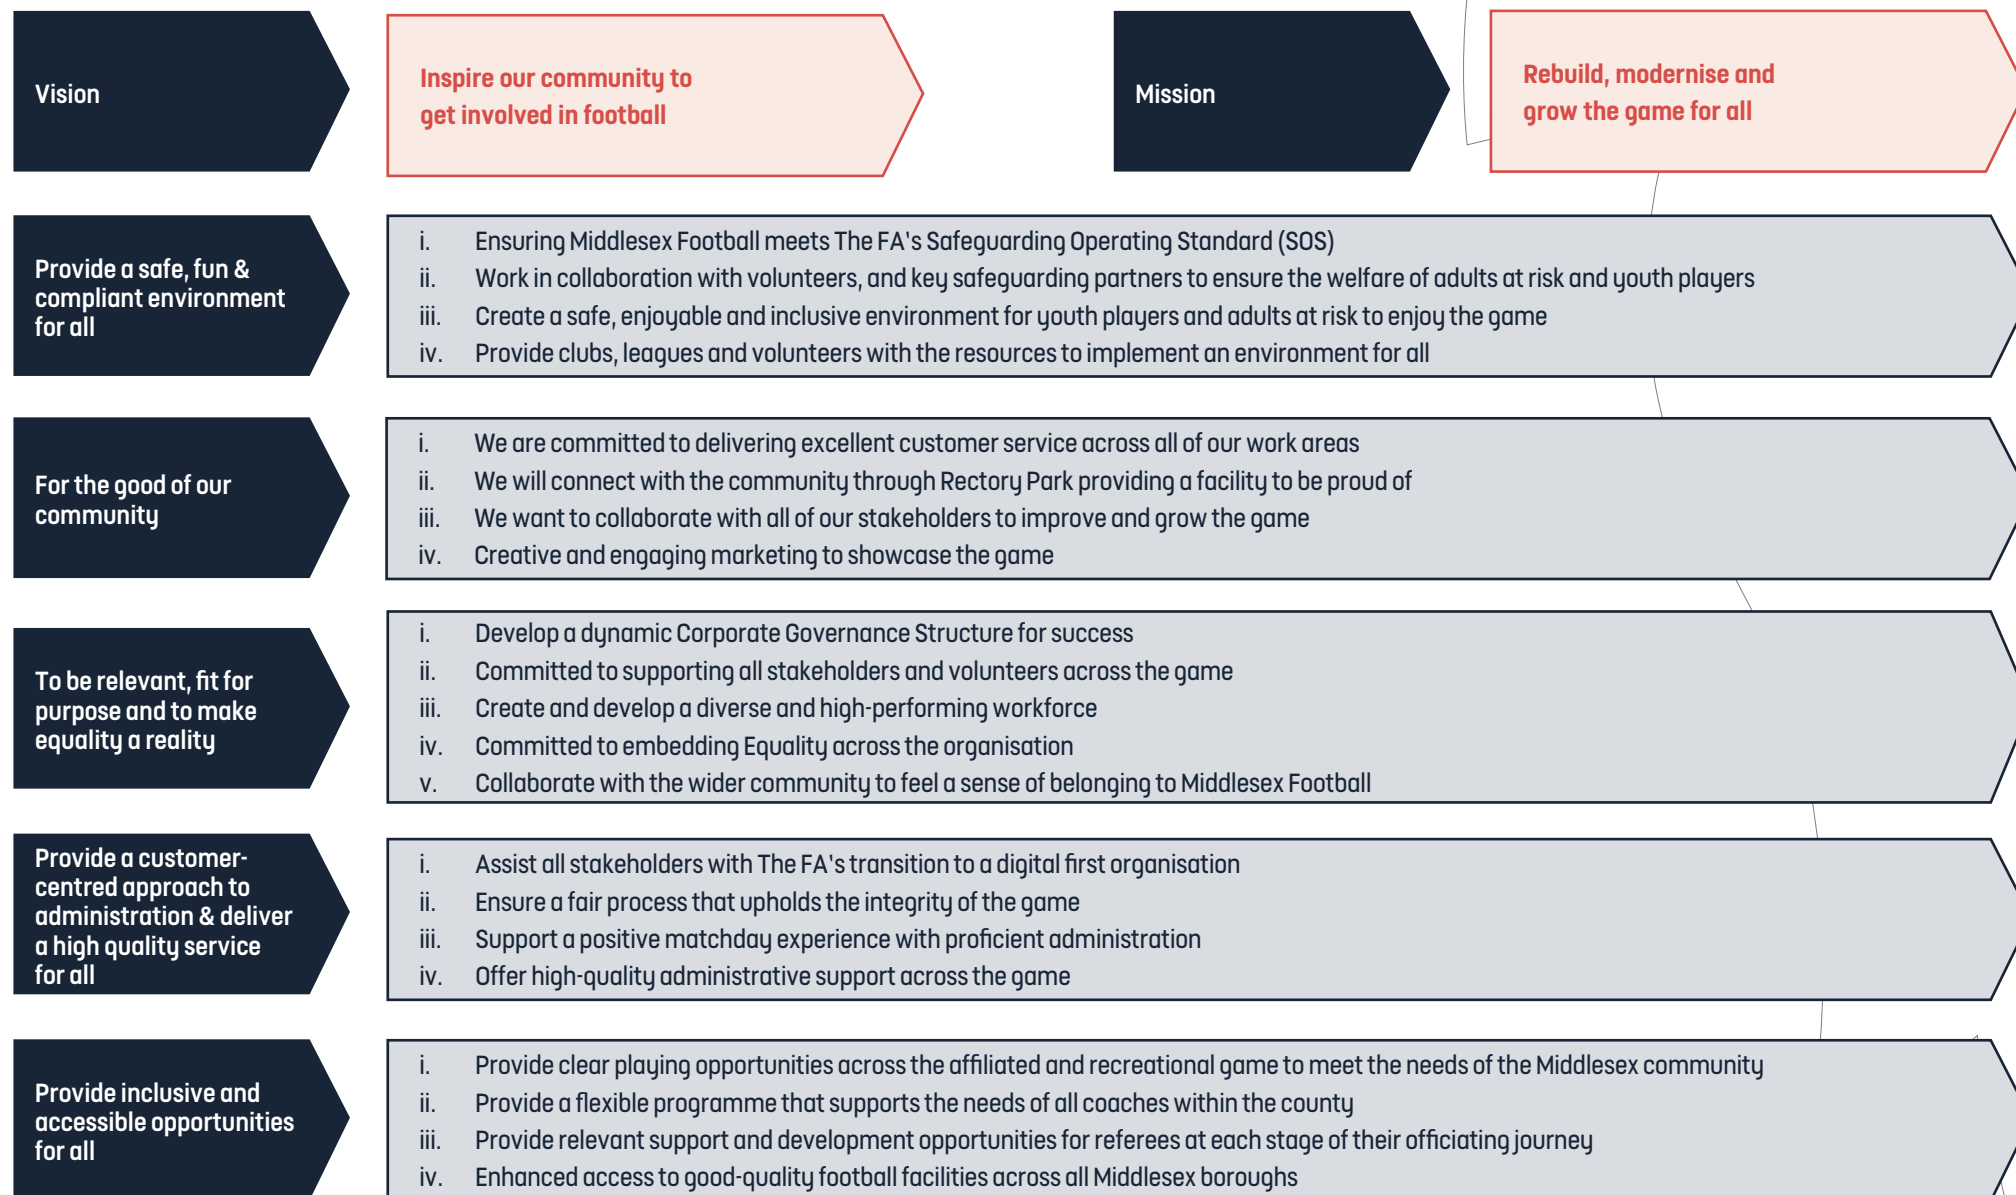 Vision
Inspire our community to
get involved in football
Mission
Rebuild, modernise and
grow the game for all
Provide a safe, fun &
compliant environment
for all
i. Ensuring Middlesex Football meets The FA's Safeguarding Operating Standard (SOS)
ii. Work in collaboration with volunteers, and key safeguarding partners to ensure the welfare of adults at risk and youth players
iii. Create a safe, enjoyable and inclusive environment for youth players and adults at risk to enjoy the game
iv. Provide clubs, leagues and volunteers with the resources to implement an environment for all
For the good of our
community
i. We are committed to delivering excellent customer service across all of our work areas
ii. We will connect with the community through Rectory Park providing a facility to be proud of
iii. We want to collaborate with all of our stakeholders to improve and grow the game
iv. Creative and engaging marketing to showcase the game
To be relevant, fit for
purpose and to make
equality a reality
i. Develop a dynamic Corporate Governance Structure for success
ii. Committed to supporting all stakeholders and volunteers across the game
iii. Create and develop a diverse and high-performing workforce
iv. Committed to embedding Equality across the organisation
v. Collaborate with the wider community to feel a sense of belonging to Middlesex Football
Provide a customer-
centred approach to
administration & deliver
a high quality service
for all
i. Assist all stakeholders with The FA's transition to a digital first organisation
ii. Ensure a fair process that upholds the integrity of the game
iii. Support a positive matchday experience with proficient administration
iv. Offer high-quality administrative support across the game
Provide inclusive and
accessible opportunities
for all
i. Provide clear playing opportunities across the affiliated and recreational game to meet the needs of the Middlesex community
ii. Provide a flexible programme that supports the needs of all coaches within the county
iii. Provide relevant support and development opportunities for referees at each stage of their officiating journey
iv. Enhanced access to good-quality football facilities across all Middlesex boroughs